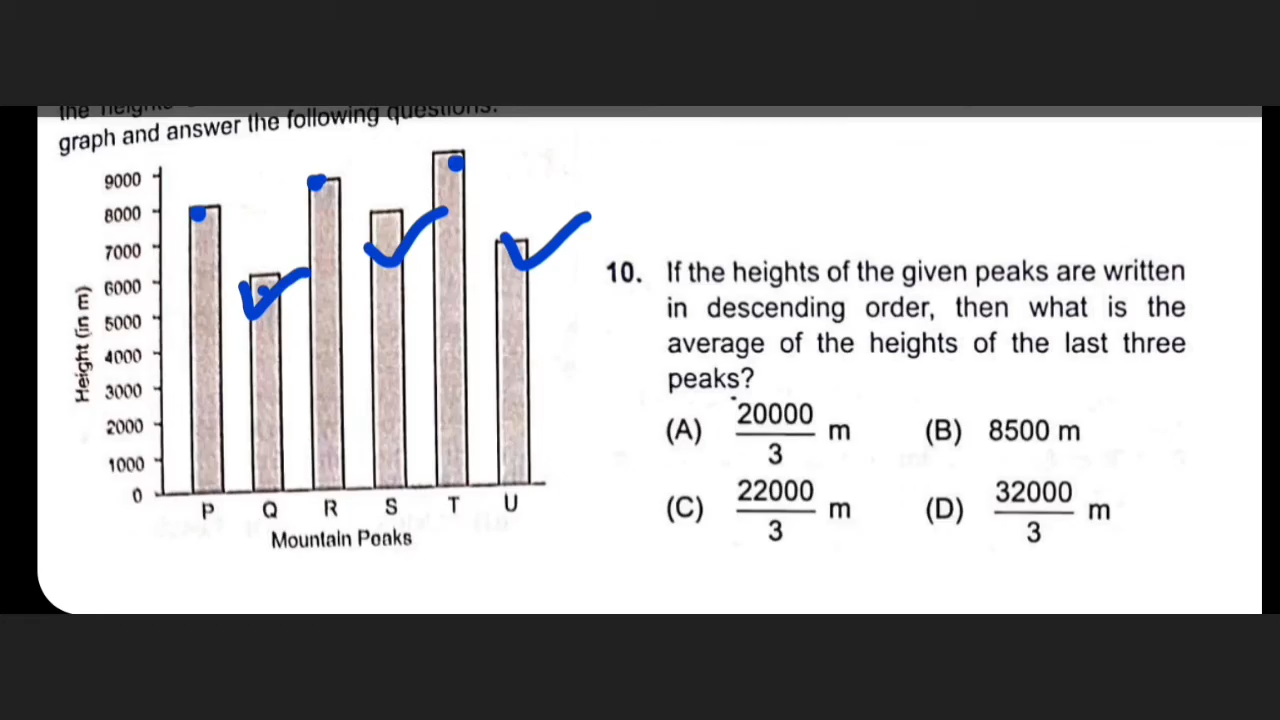 the heights
graph and answer the following questions.
9000
8000
7000
6000
5000
4000
3000
2000
1000
0
Height (in m)
P Q R S T U
Mountain Peaks
10. If the heights of the given peaks are written
in descending order, then what is the
average of the heights of the last three
peaks?
(A) 20000/3 m (B) 8500 m
(C) 22000/3 m (D) 32000/3 m